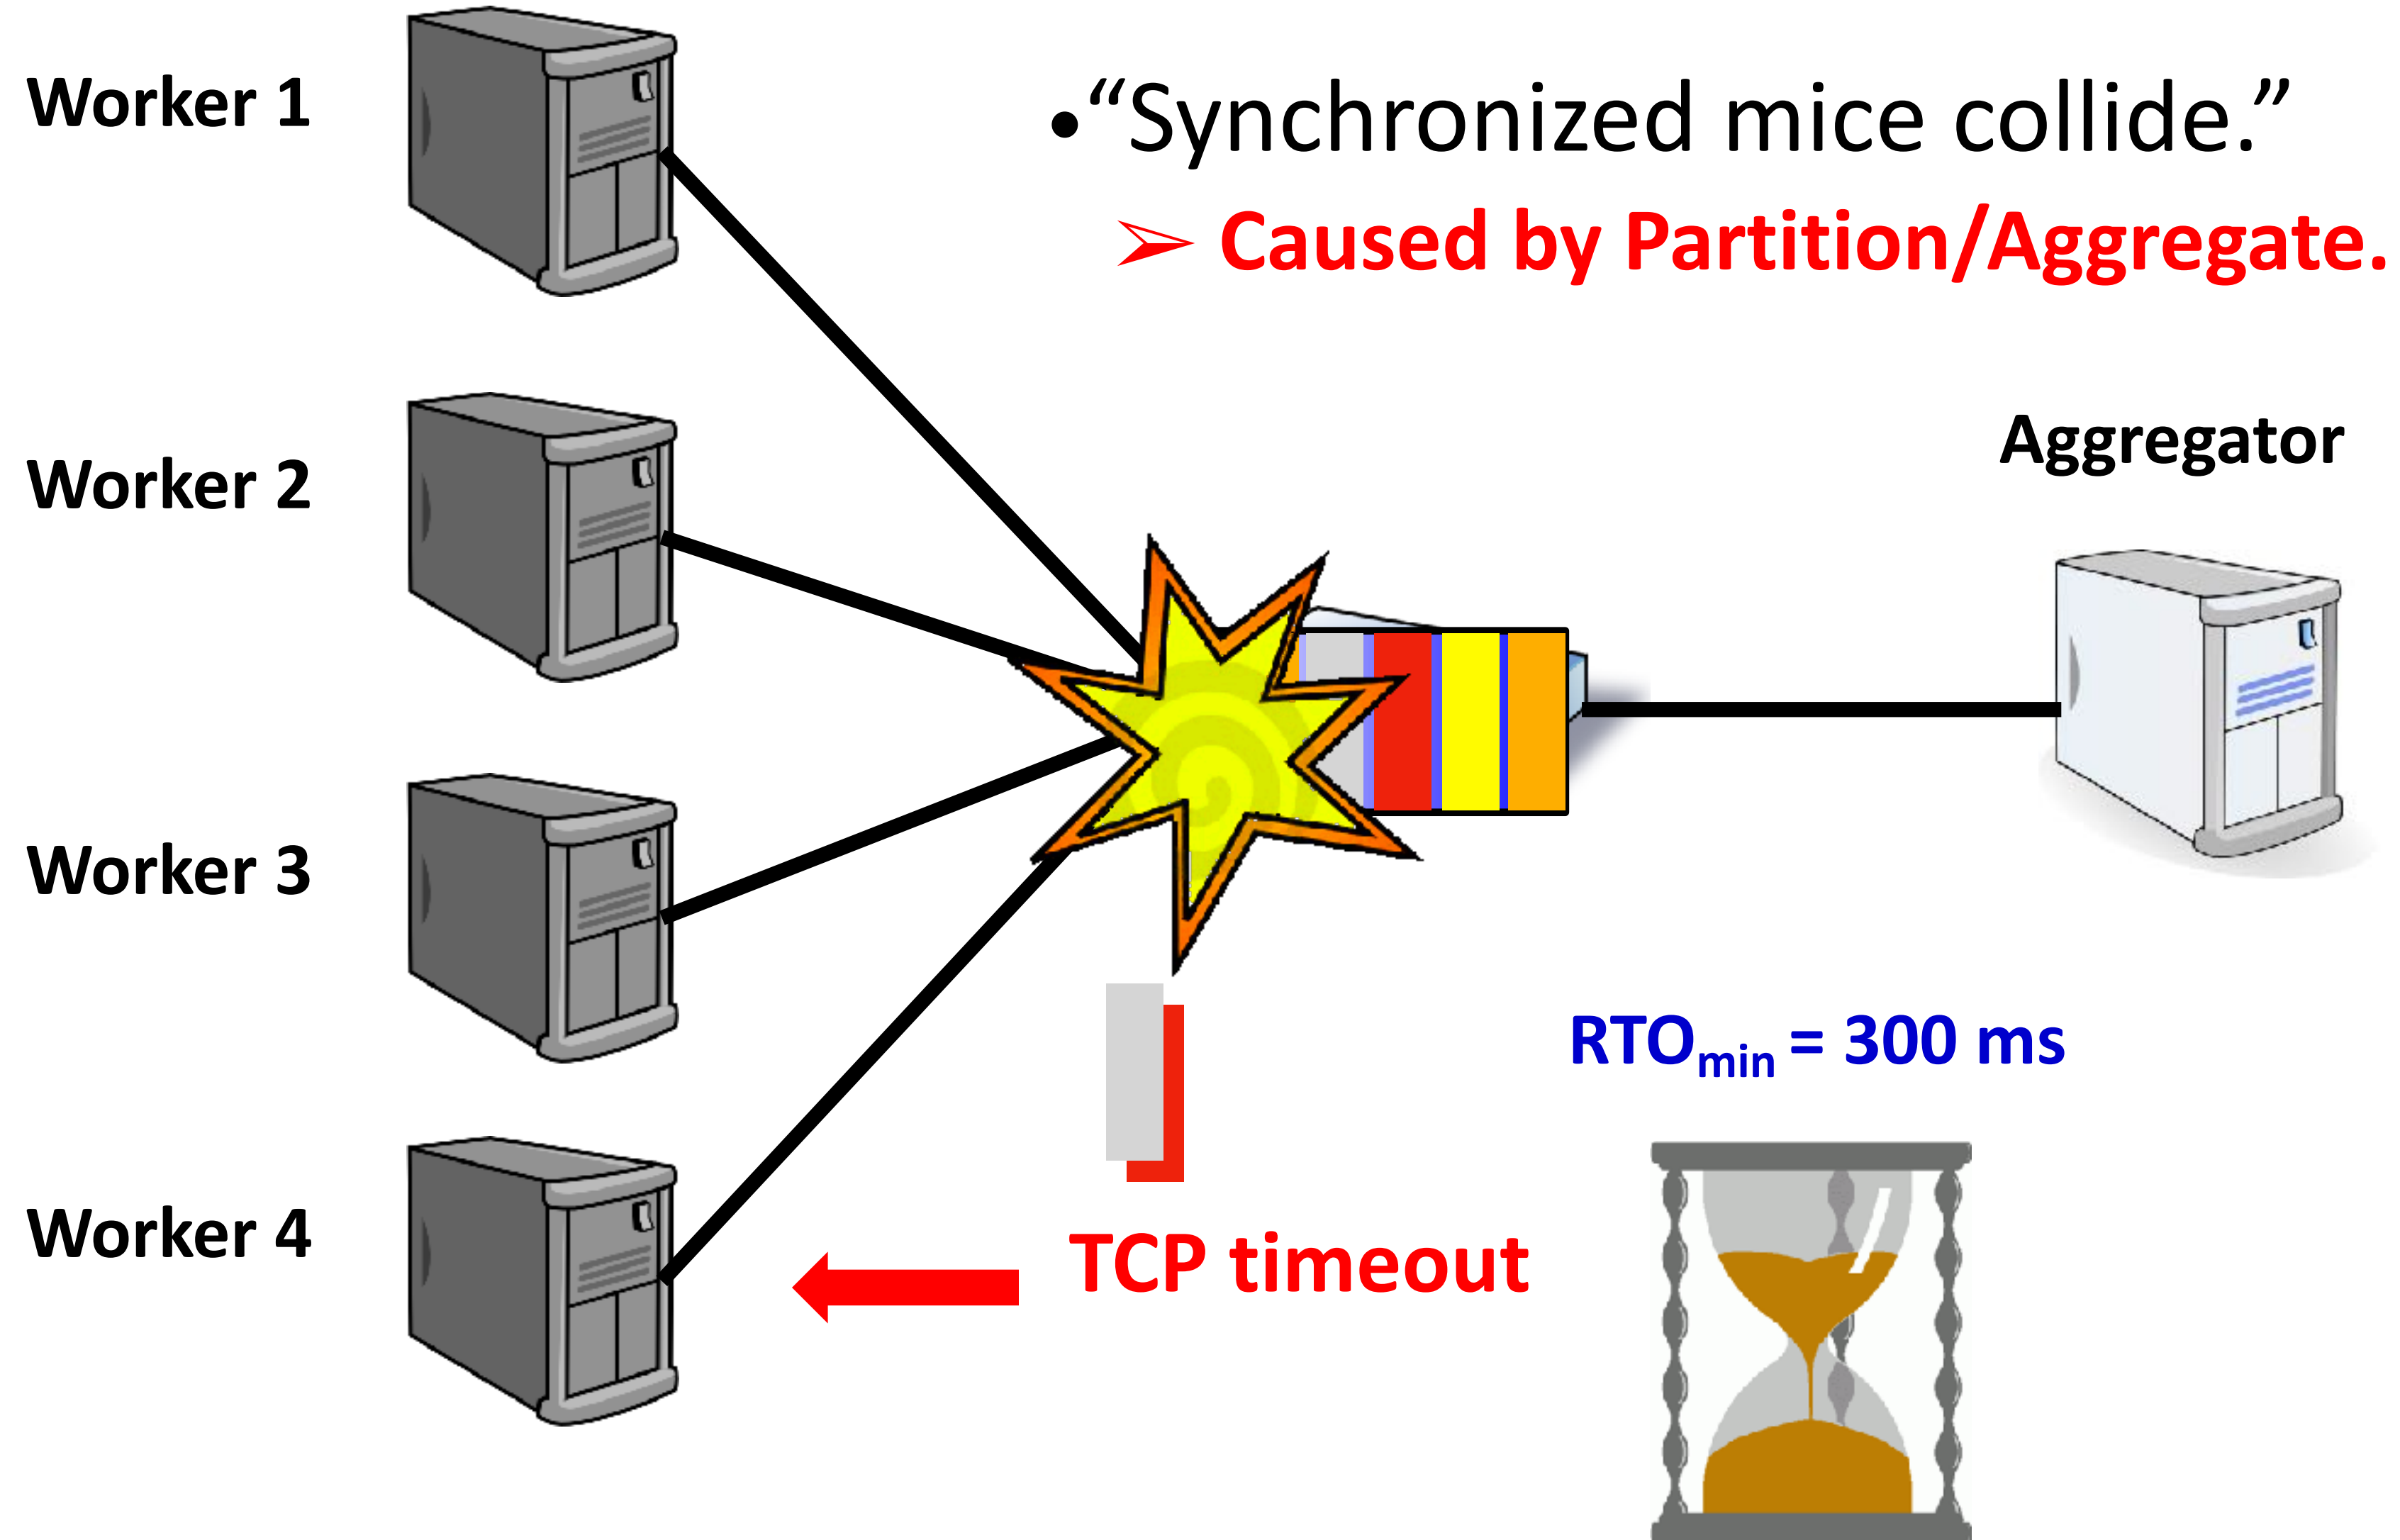 Worker 1
•“Synchronized mice collide.”
➢ Caused by Partition/Aggregate.
Worker 2
Aggregator
Worker 3
RTOmin = 300 ms
Worker 4
TCP timeout